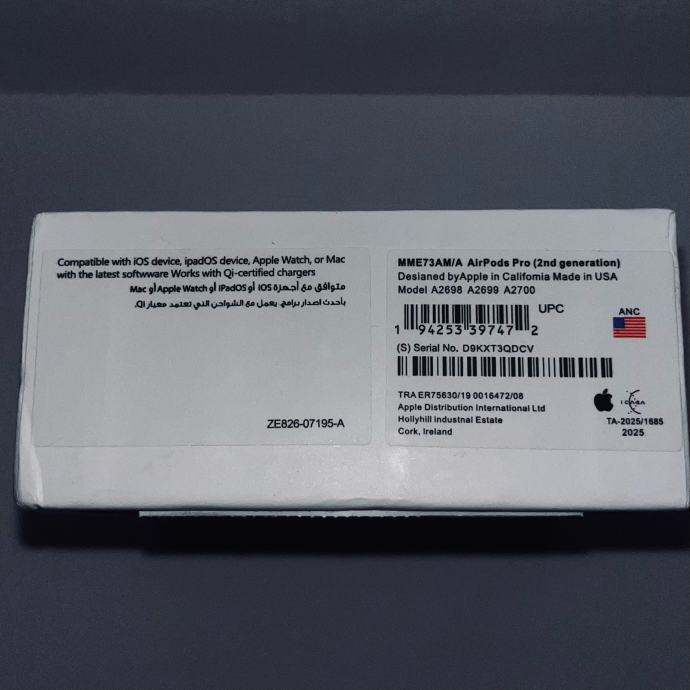 Compatible with iOS device, ipadOS device, Apple Watch, or Mac
with the latest softwware Works with Qi-certified chargers
متوافق مع أجهزة iOS أو iPadOS أو Apple Watch أو Mac
بأحدث اصدار برامج. يعمل مع الشواحن التي تعتمد معيار Qi.
ZE826-07195-A
MME73AM/A AirPods Pro (2nd generation)
Desianed byApple in Califomia Made in USA
Model A2698 A2699 A2700
UPC
1 94253 39747 2
ANC
(S) Serial No. D9KXT3QDCV
TRA ER75630/19 0016472/08
Apple Distribution International Ltd
Hollyhill industnal Estate
Cork, Ireland
ICASA
TA-2025/1685
2025